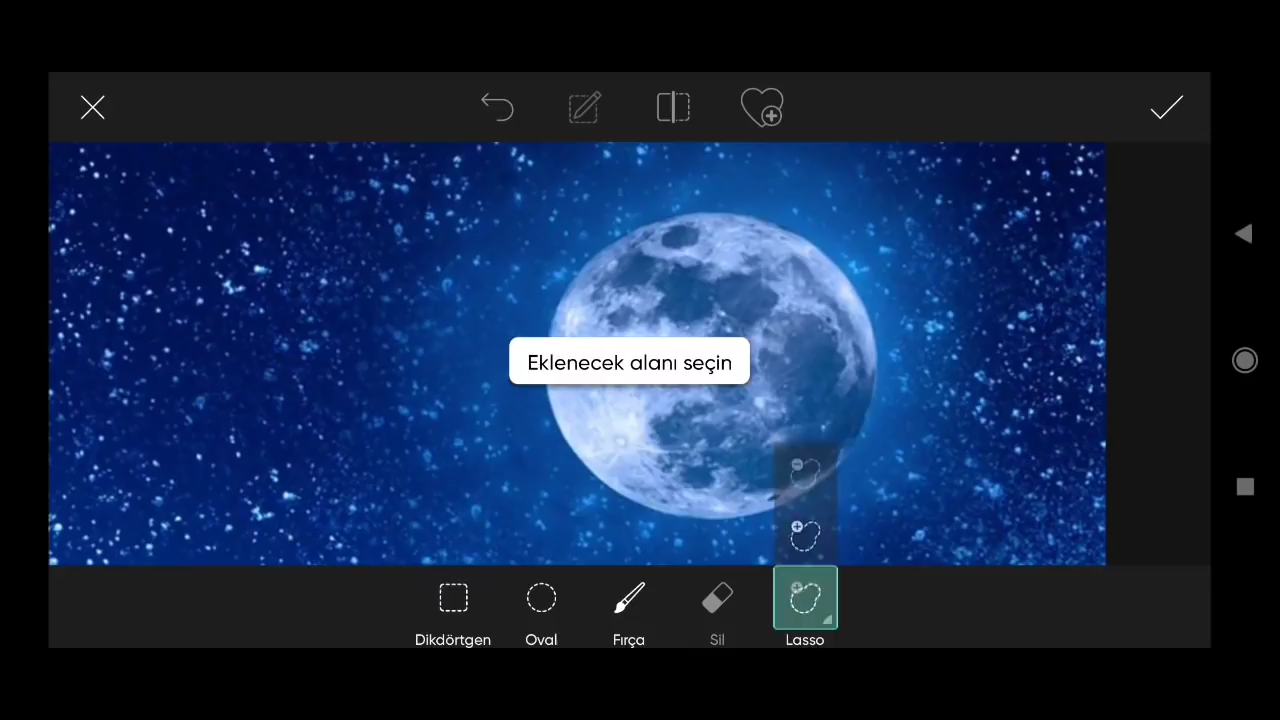 Eklenecek alanı seçin
Dikdörtgen
Oval
Fırça
Sil
Lasso